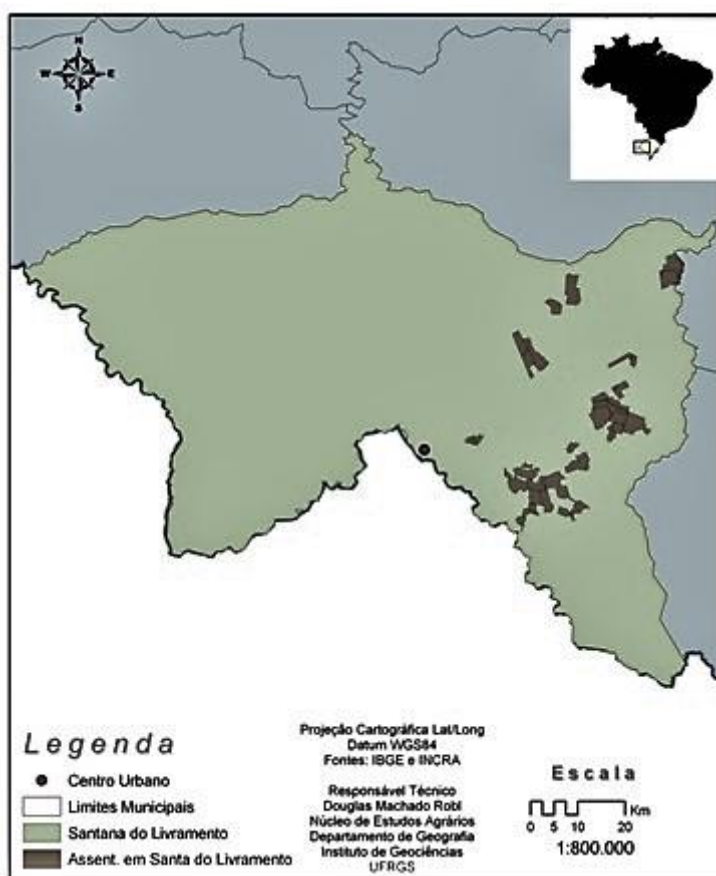 N
W E
S
Legenda
Centro Urbano
Limites Municipais
Santana do Livramento
Assent. em Santa do Livramento
Projeção Cartográfica Lat/Long
Datum WGS84
Fontes: IBGE e INCRA
Responsável Técnico
Douglas Machado Robl
Núcleo de Estudos Agrários
Departamento de Geografia
Instituto de Geociências
UFRGS
Escala
Km
0 5 10 20
1:800.000